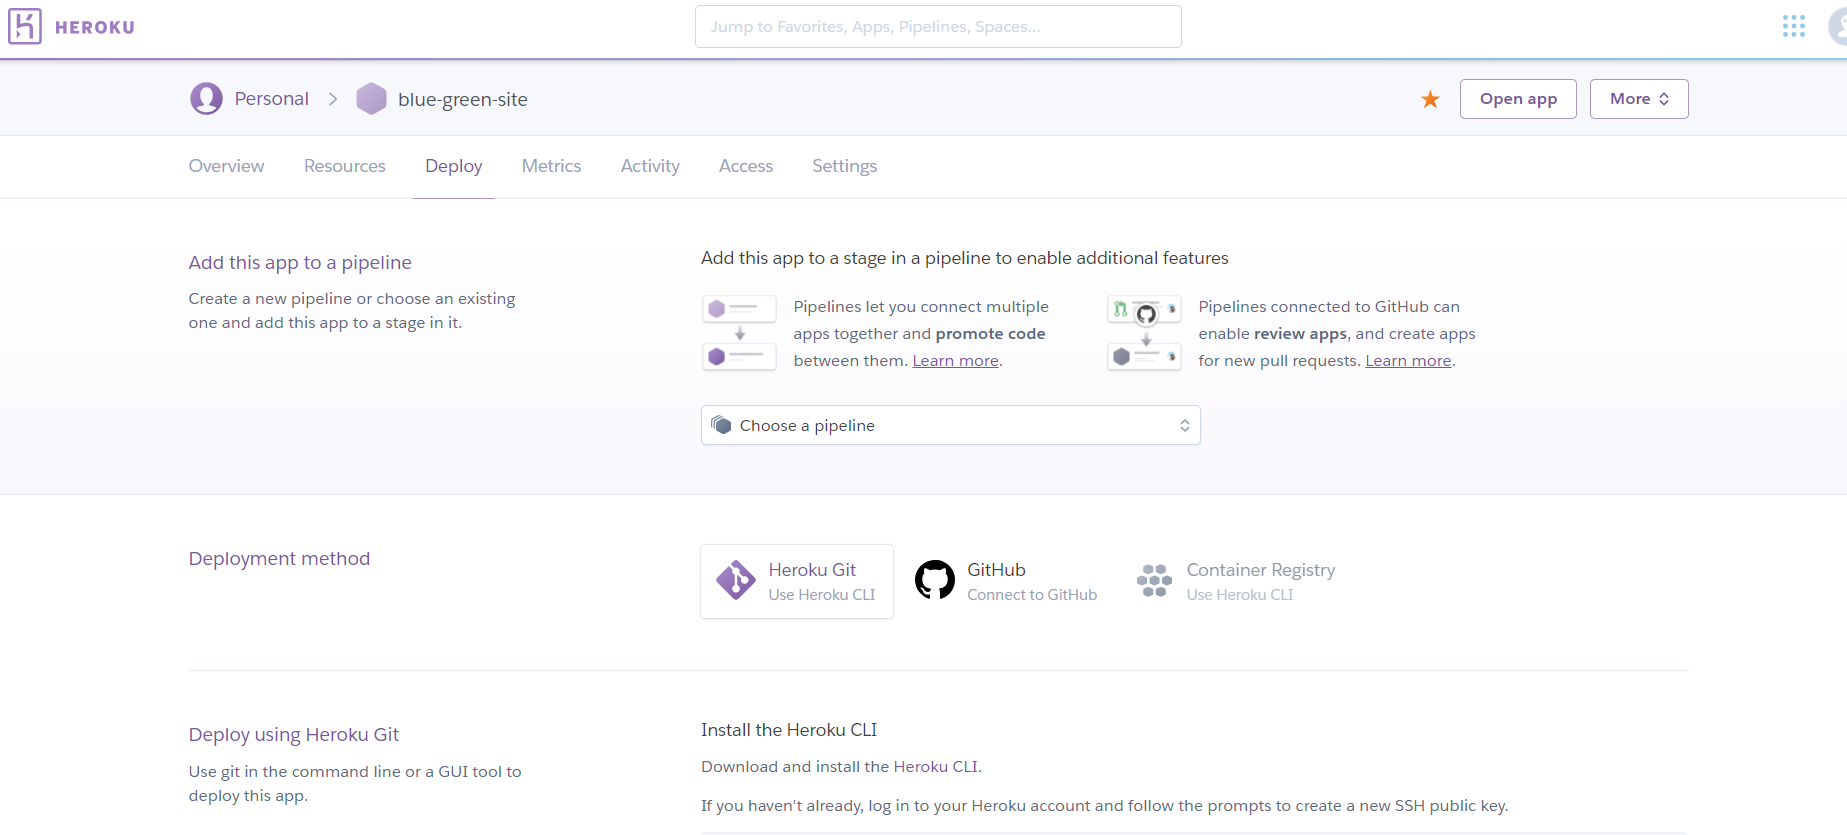 HEROKU
Jump to Favorites, Apps, Pipelines, Spaces...
Personal
blue-green-site
Open app
More
Overview
Resources
Deploy
Metrics
Activity
Access
Settings
Add this app to a pipeline
Create a new pipeline or choose an existing
one and add this app to a stage in it.
Add this app to a stage in a pipeline to enable additional features
Pipelines let you connect multiple
apps together and promote code
between them. Learn more.
Pipelines connected to GitHub can
enable review apps, and create apps
for new pull requests. Learn more.
Choose a pipeline
Deployment method
Heroku Git
Use Heroku CLI
GitHub
Connect to GitHub
Container Registry
Use Heroku CLI
Deploy using Heroku Git
Use git in the command line or a GUI tool to
deploy this app.
Install the Heroku CLI
Download and install the Heroku CLI.
If you haven't already, log in to your Heroku account and follow the prompts to create a new SSH public key.